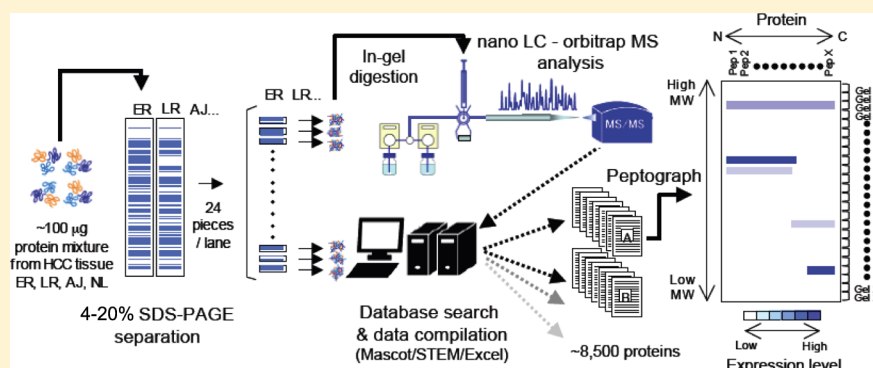 ER LR AJ...
~100 µg
protein mixture
from HCC tissue
ER, LR, AJ, NL
4-20% SDS-PAGE
separation
24
pieces
/ lane
ER LR...
In-gel
digestion
nano LC - orbitrap MS
analysis
MS/MS
Database search
& data compilation
(Mascot/STEM/Excel)
Peptograph
A
~8,500 proteins
Protein
N C
Pep 1
Pep 2
Pep X
High
MW
Low
MW
Gel
Gel
Gel
Gel
Gel
Low High
Expression level